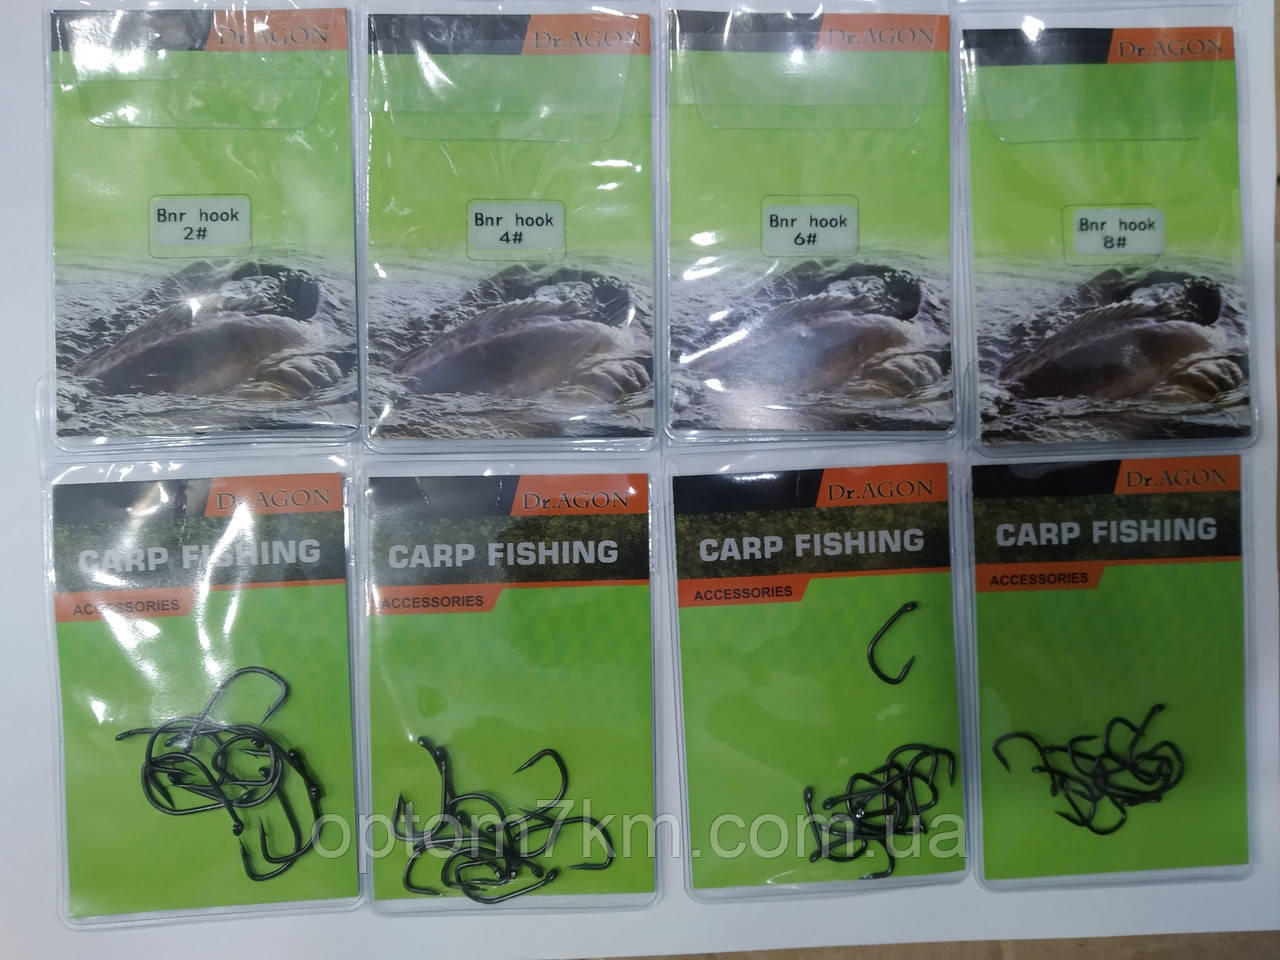 Dr.AGON
Bnr hook
2#
Dr.AGON
Bnr hook
4#
Dr.AGON
Bnr hook
6#
Dr.AGON
Bnr hook
8#
Dr.AGON
CARP FISHING
ACCESSORIES
Dr.AGON
CARP FISHING
ACCESSORIES
Dr.AGON
CARP FISHING
ACCESSORIES
Dr.AGON
CARP FISHING
ACCESSORIES
optom7km.com.ua